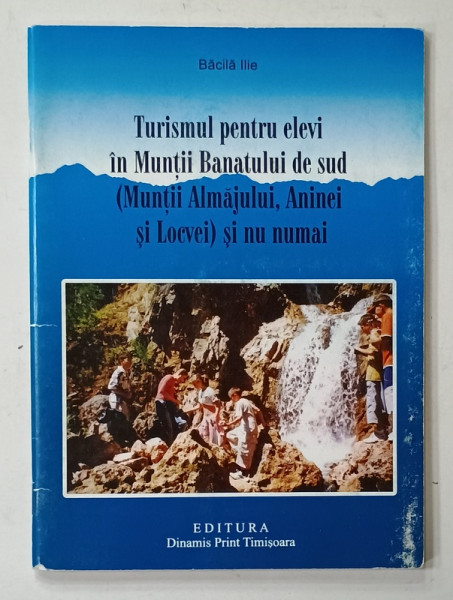 Băcilă Ilie
Turismul pentru elevi
în Munții Banatului de sud
(Munții Almăjului, Aninei
și Locvei) și nu numai
EDITURA
Dinamis Print Timișoara